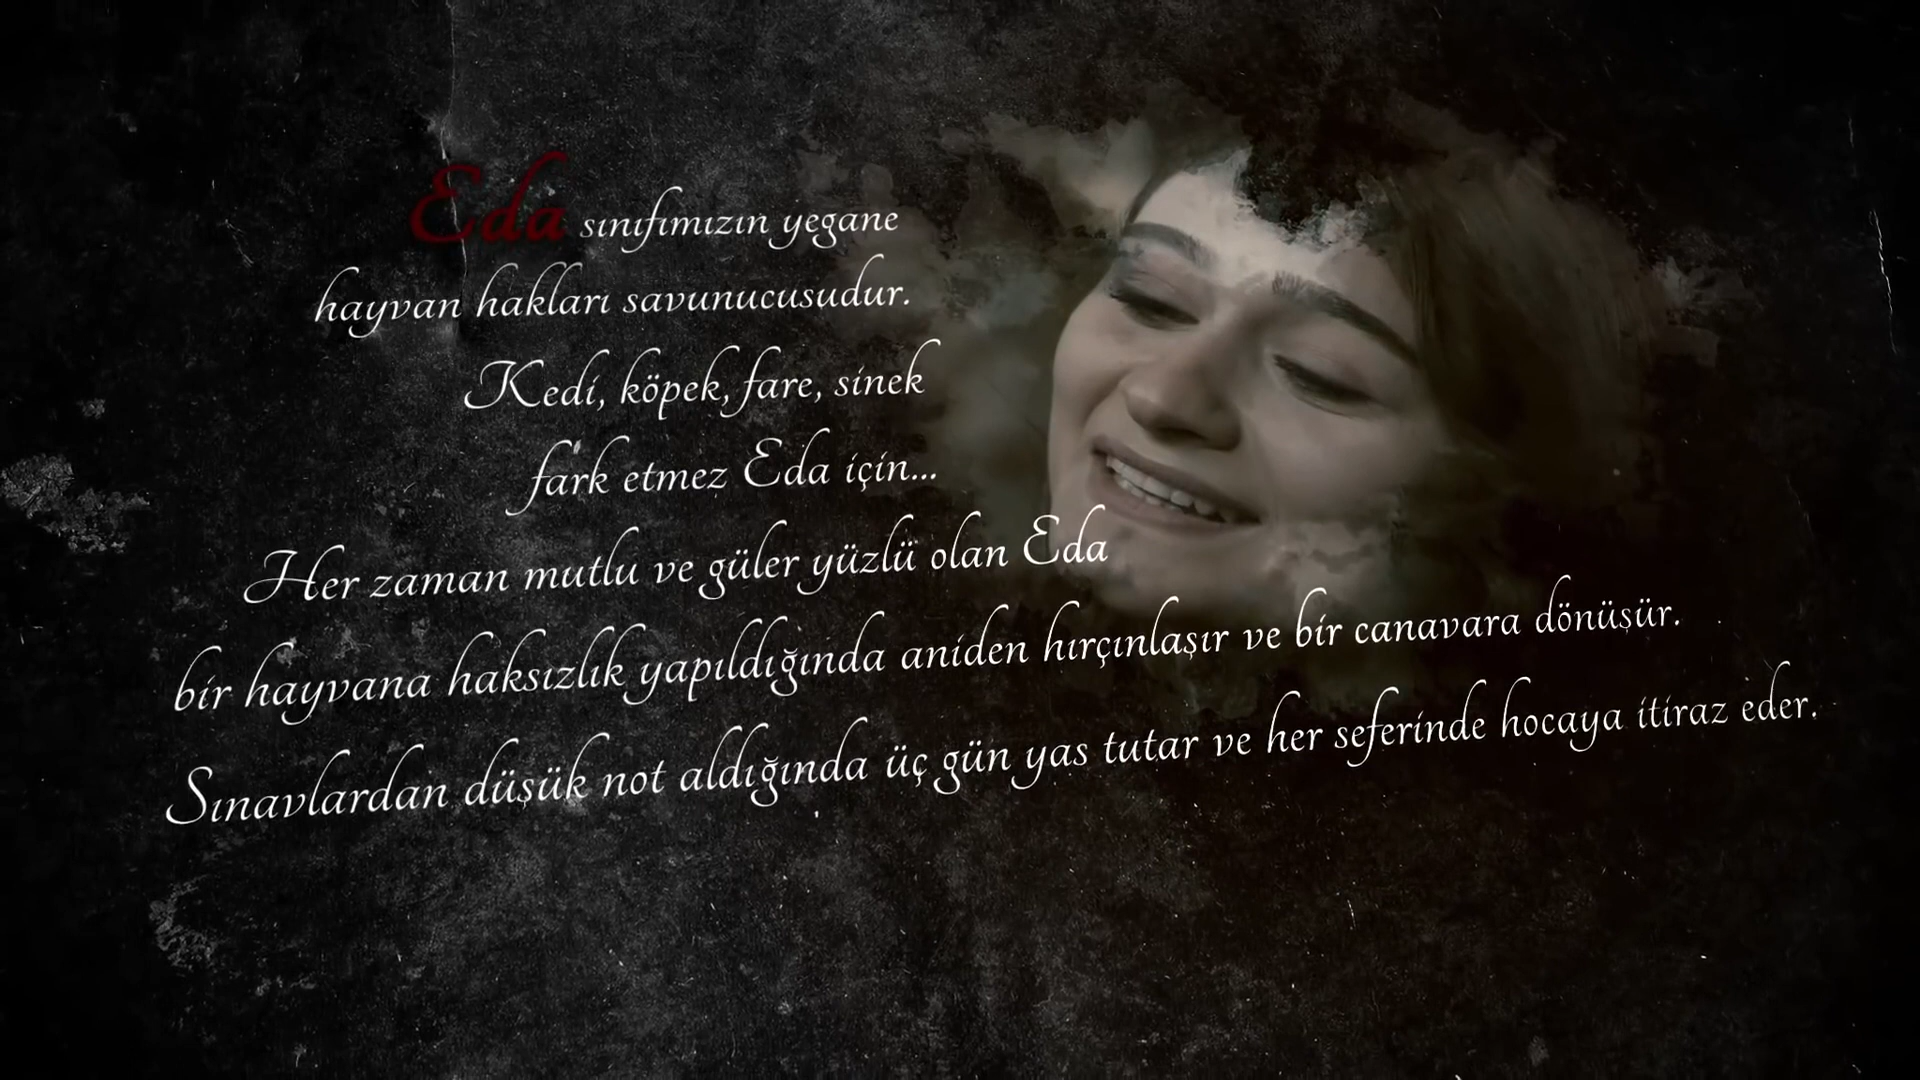 Eda sınıfımızın yegane
hayvan hakları savunucusudur.
Kedi, köpek, fare, sinek
fark etmez Eda için...
Her zaman mutlu ve güler yüzlü olan Eda
bir hayvana haksızlık yapıldığında aniden hırçınlaşır ve bir canavara dönüşür.
Sınavlardan düşük not aldığında üç gün yas tutar ve her seferinde hocaya itiraz eder.